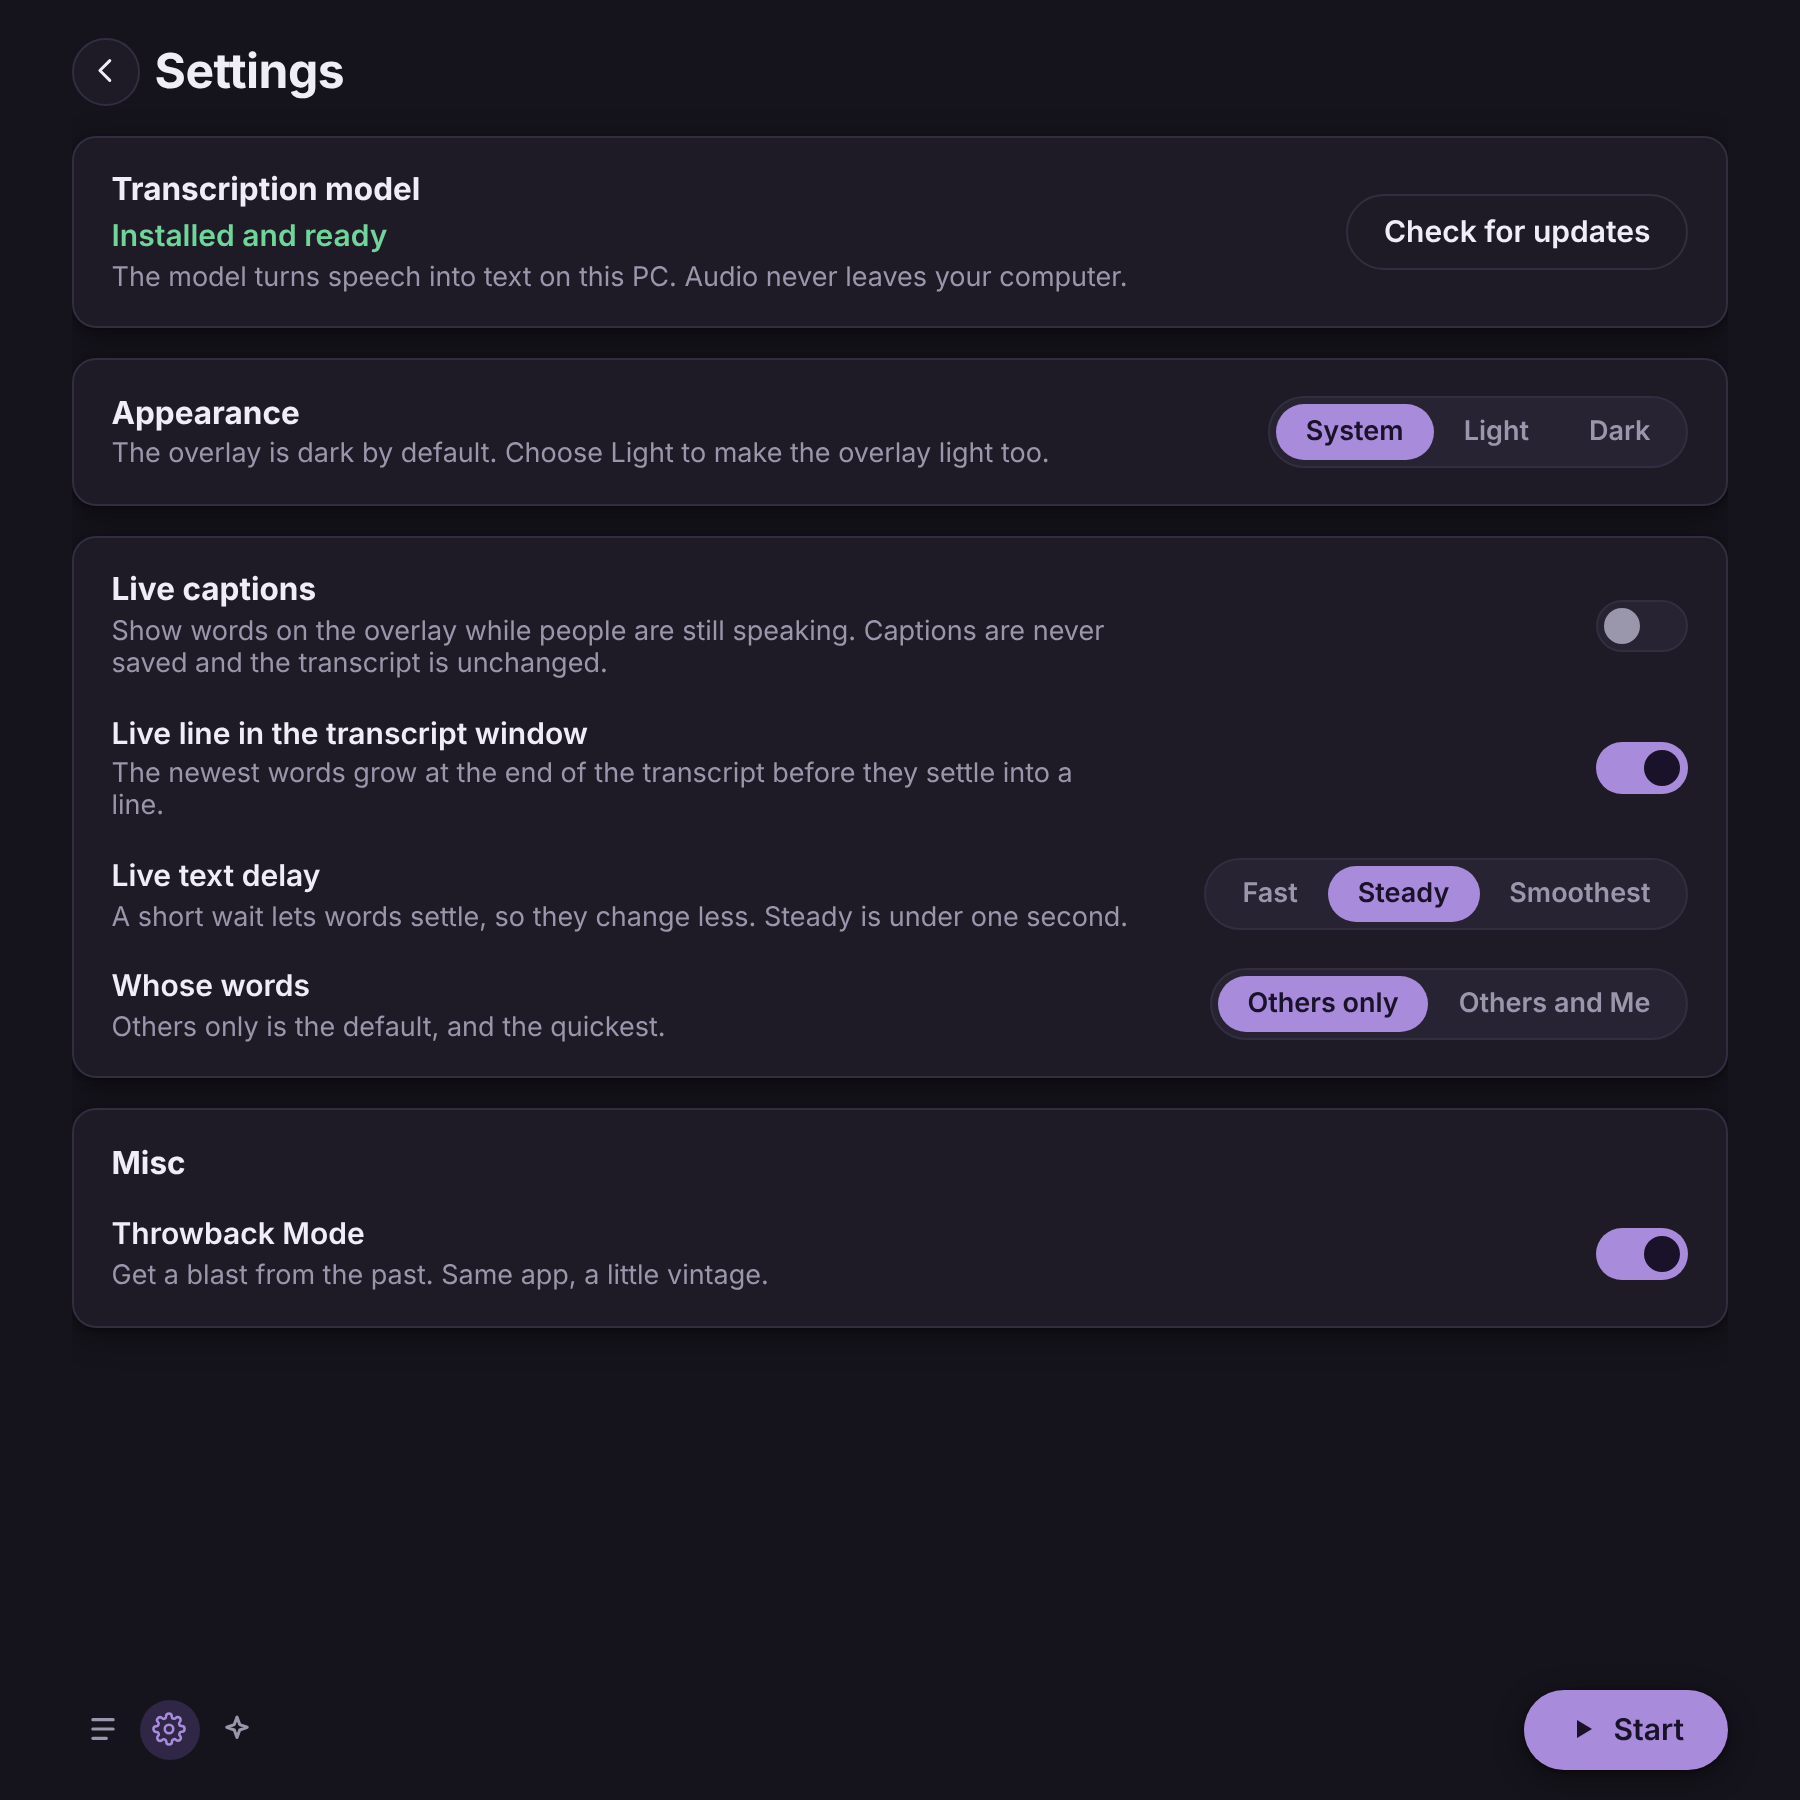 Settings
Transcription model
Installed and ready
The model turns speech into text on this PC. Audio never leaves your computer.
Check for updates
Appearance
The overlay is dark by default. Choose Light to make the overlay light too.
System Light Dark
Live captions
Show words on the overlay while people are still speaking. Captions are never
saved and the transcript is unchanged.
Live line in the transcript window
The newest words grow at the end of the transcript before they settle into a
line.
Live text delay
A short wait lets words settle, so they change less. Steady is under one second.
Fast Steady Smoothest
Whose words
Others only is the default, and the quickest.
Others only Others and Me
Misc
Throwback Mode
Get a blast from the past. Same app, a little vintage.
Start